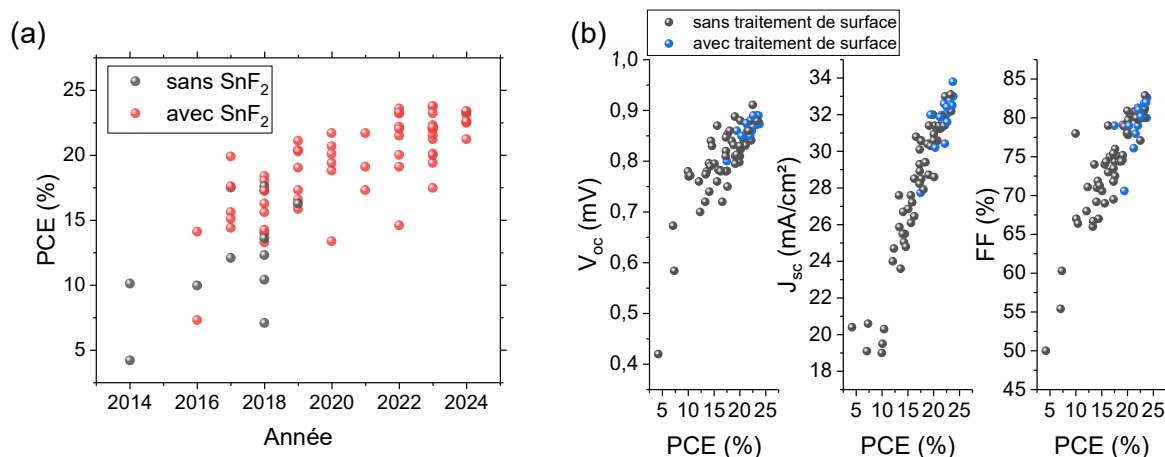 (a)
sans SnF₂
avec SnF₂
PCE (%)
25
20
15
10
5
2014 2016 2018 2020 2022 2024
Année
(b)
sans traitement de surface
avec traitement de surface
V_oc (mV)
1,0
0,9
0,8
0,7
0,6
0,5
0,4
5 10 15 20 25
PCE (%)
J_sc (mA/cm²)
34
32
30
28
26
24
22
20
18
5 10 15 20 25
PCE (%)
FF (%)
85
80
75
70
65
60
55
50
45
5 10 15 20 25
PCE (%)